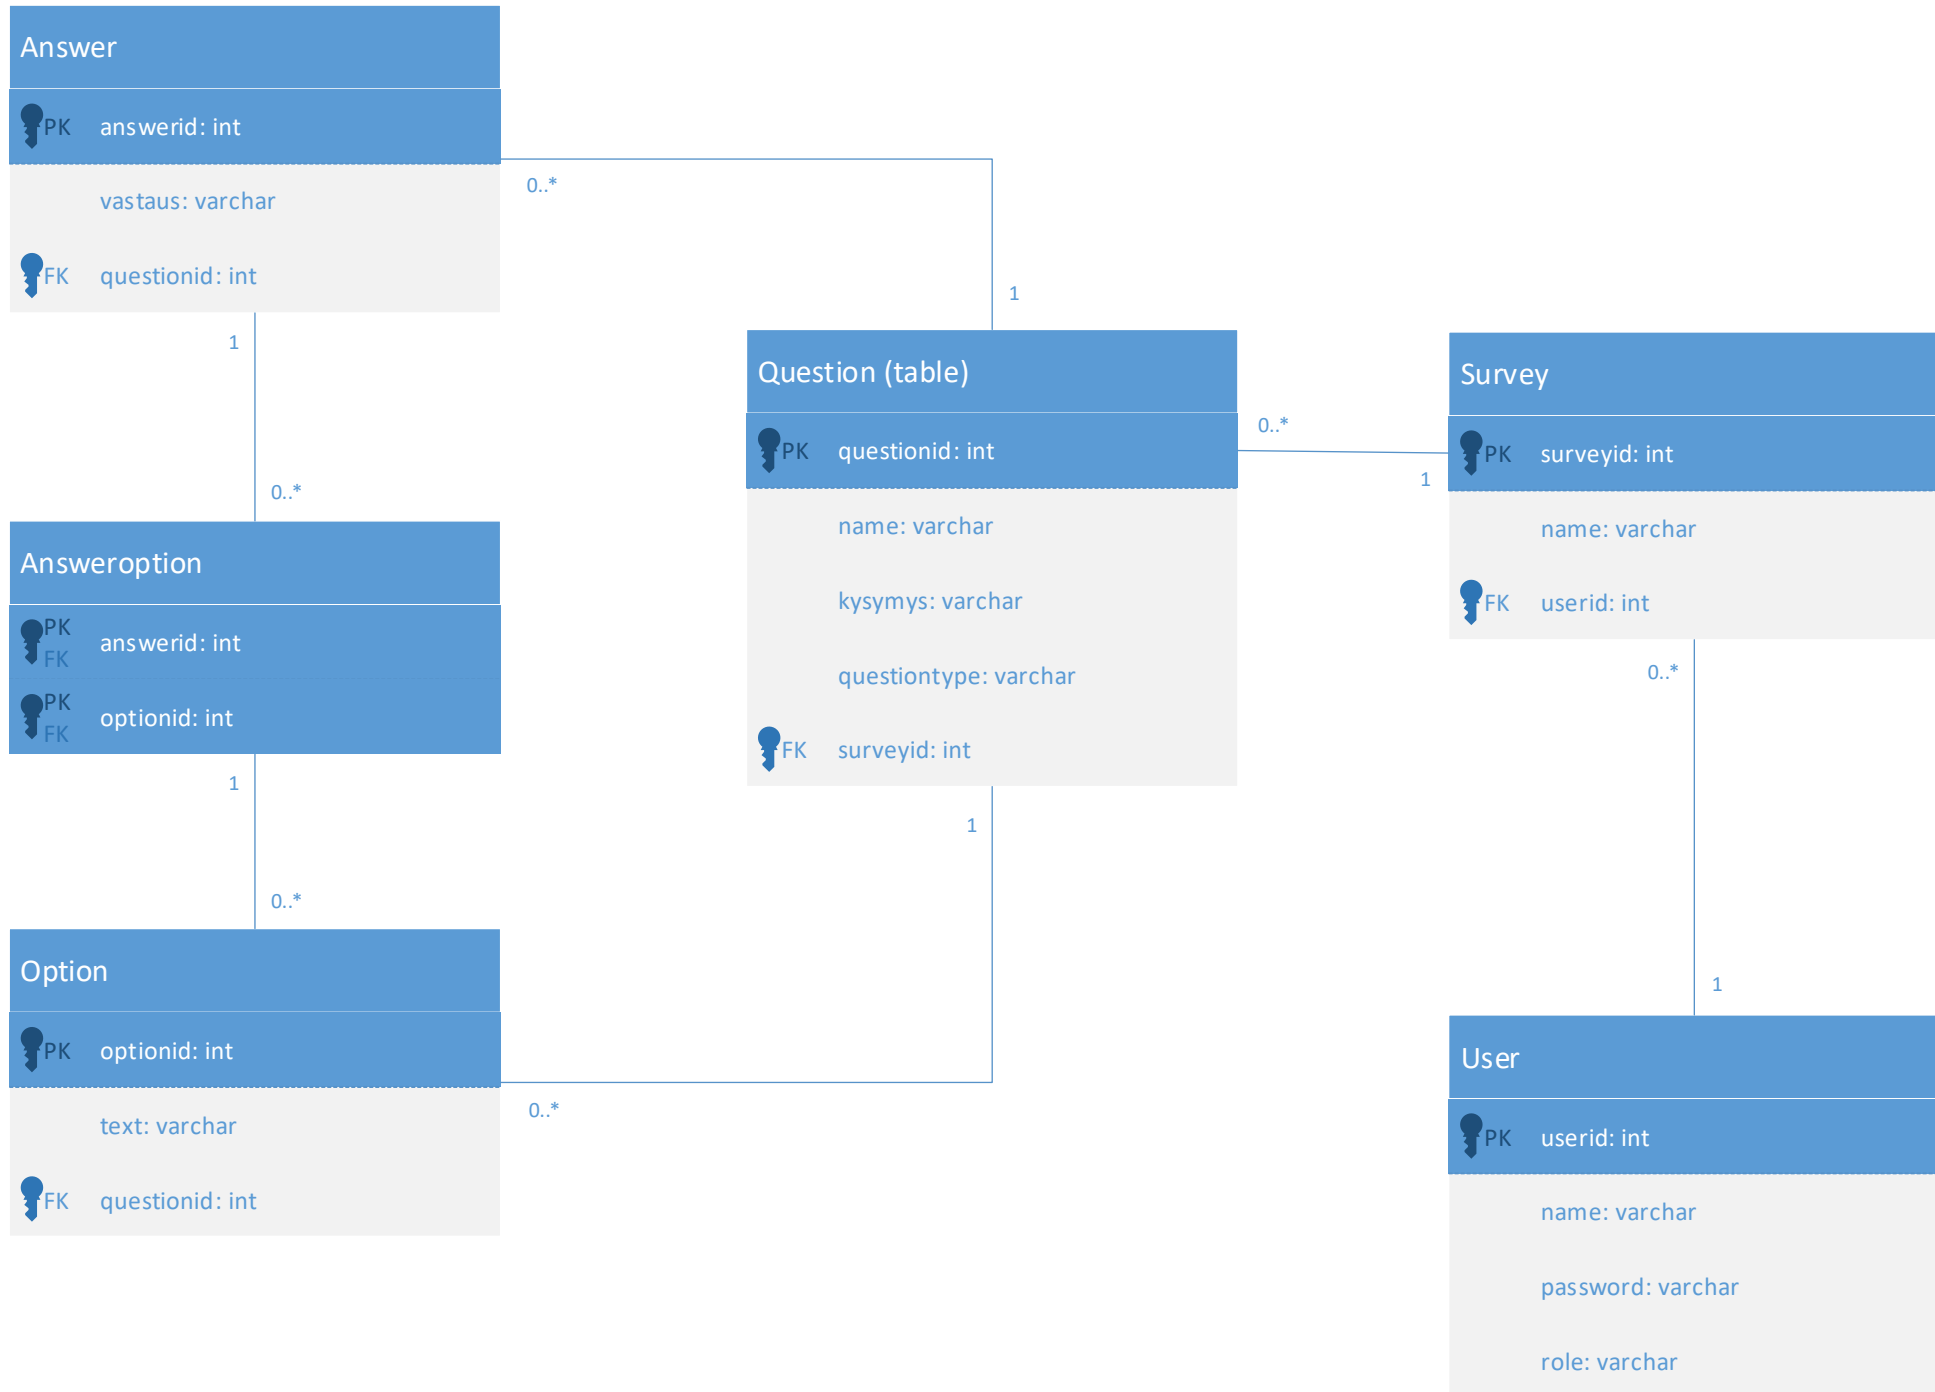 Answer
PK answerid: int
vastaus: varchar
FK questionid: int
0..*
1
1
0..*
Answeroption
PK
FK
answerid: int
PK
FK
optionid: int
1
0..*
Option
PK optionid: int
text: varchar
FK questionid: int
0..*
Question (table)
PK questionid: int
name: varchar
kysymys: varchar
questiontype: varchar
FK surveyid: int
1
0..*
1
Survey
PK surveyid: int
name: varchar
FK userid: int
0..*
1
User
PK userid: int
name: varchar
password: varchar
role: varchar